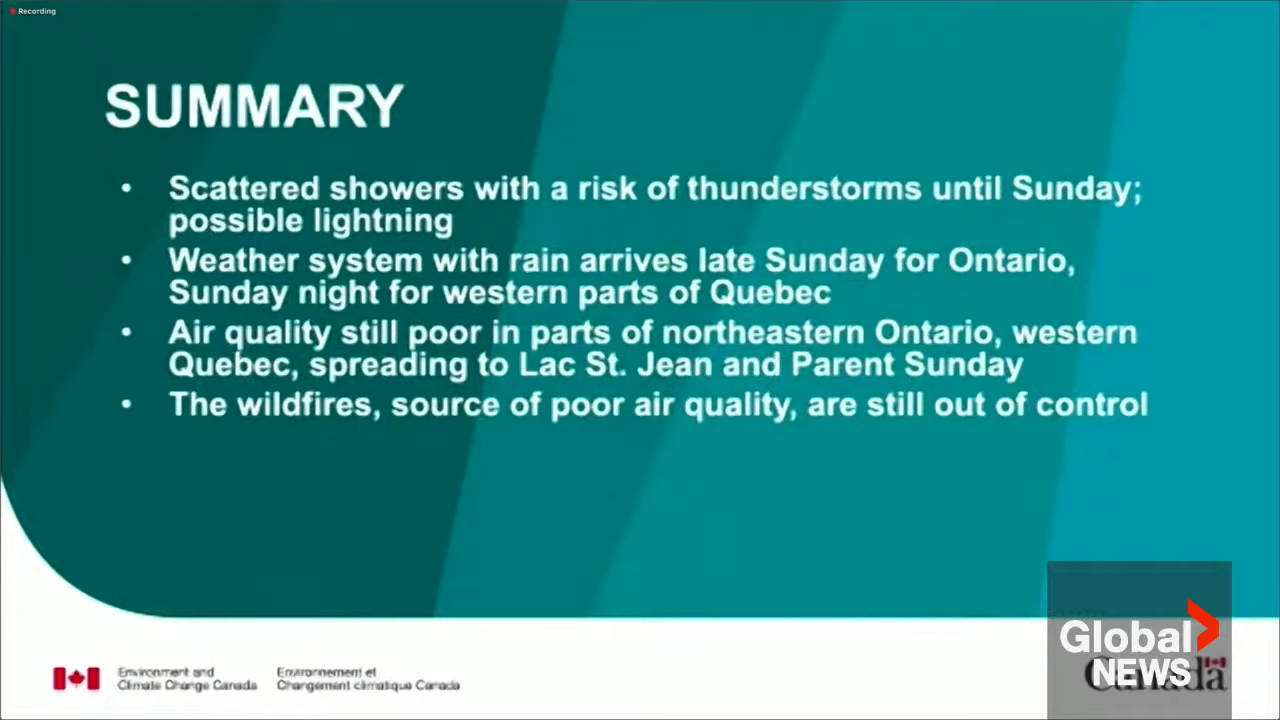 Recording
SUMMARY
• Scattered showers with a risk of thunderstorms until Sunday;
possible lightning
• Weather system with rain arrives late Sunday for Ontario,
Sunday night for western parts of Quebec
• Air quality still poor in parts of northeastern Ontario, western
Quebec, spreading to Lac St. Jean and Parent Sunday
• The wildfires, source of poor air quality, are still out of control
Environment and
Climate Change Canada
Environnement et
Changement climatique Canada
Global
NEWS
Canada